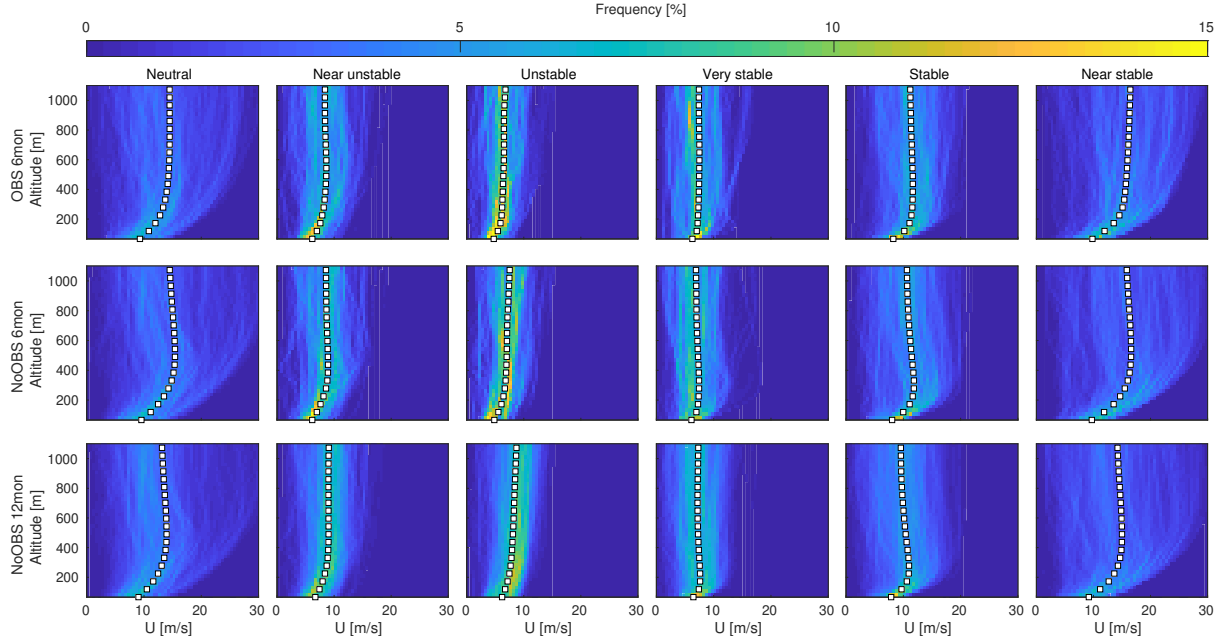 Frequency [%]
0 5 10 15
Neutral Near unstable Unstable Very stable Stable Near stable
OBS 6mon
Altitude [m]
1000
800
600
400
200
NoOBS 6mon
Altitude [m]
1000
800
600
400
200
NoOBS 12mon
Altitude [m]
1000
800
600
400
200
0 10 20 30 0 10 20 30 0 10 20 30 0 10 20 30 0 10 20 30 0 10 20 30
U [m/s] U [m/s] U [m/s] U [m/s] U [m/s] U [m/s]